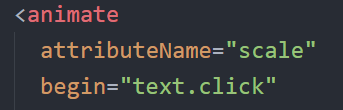 <animate
attributeName="scale"
begin="text.click"